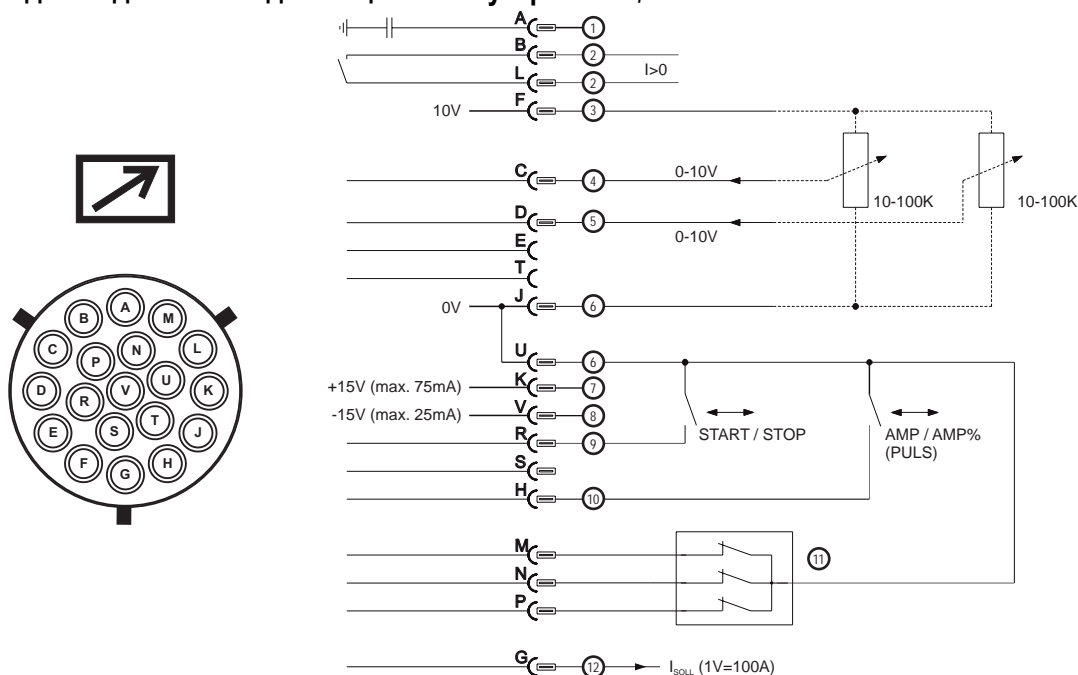 A 1
B 2
I>0
L 2
10V F 3
C 4 0-10V
10-100K 10-100K
D 5
0-10V
E
T
0V J 6
U 6
+15V (max. 75mA) K 7
-15V (max. 25mA) V 8
R 9
START / STOP
AMP / AMP%
(PULS)
S
H 10
M
11
N
P
G 12 I_SOLL (1V=100A)
A
B M
C P N L
D R V U K
E S T J
F G H